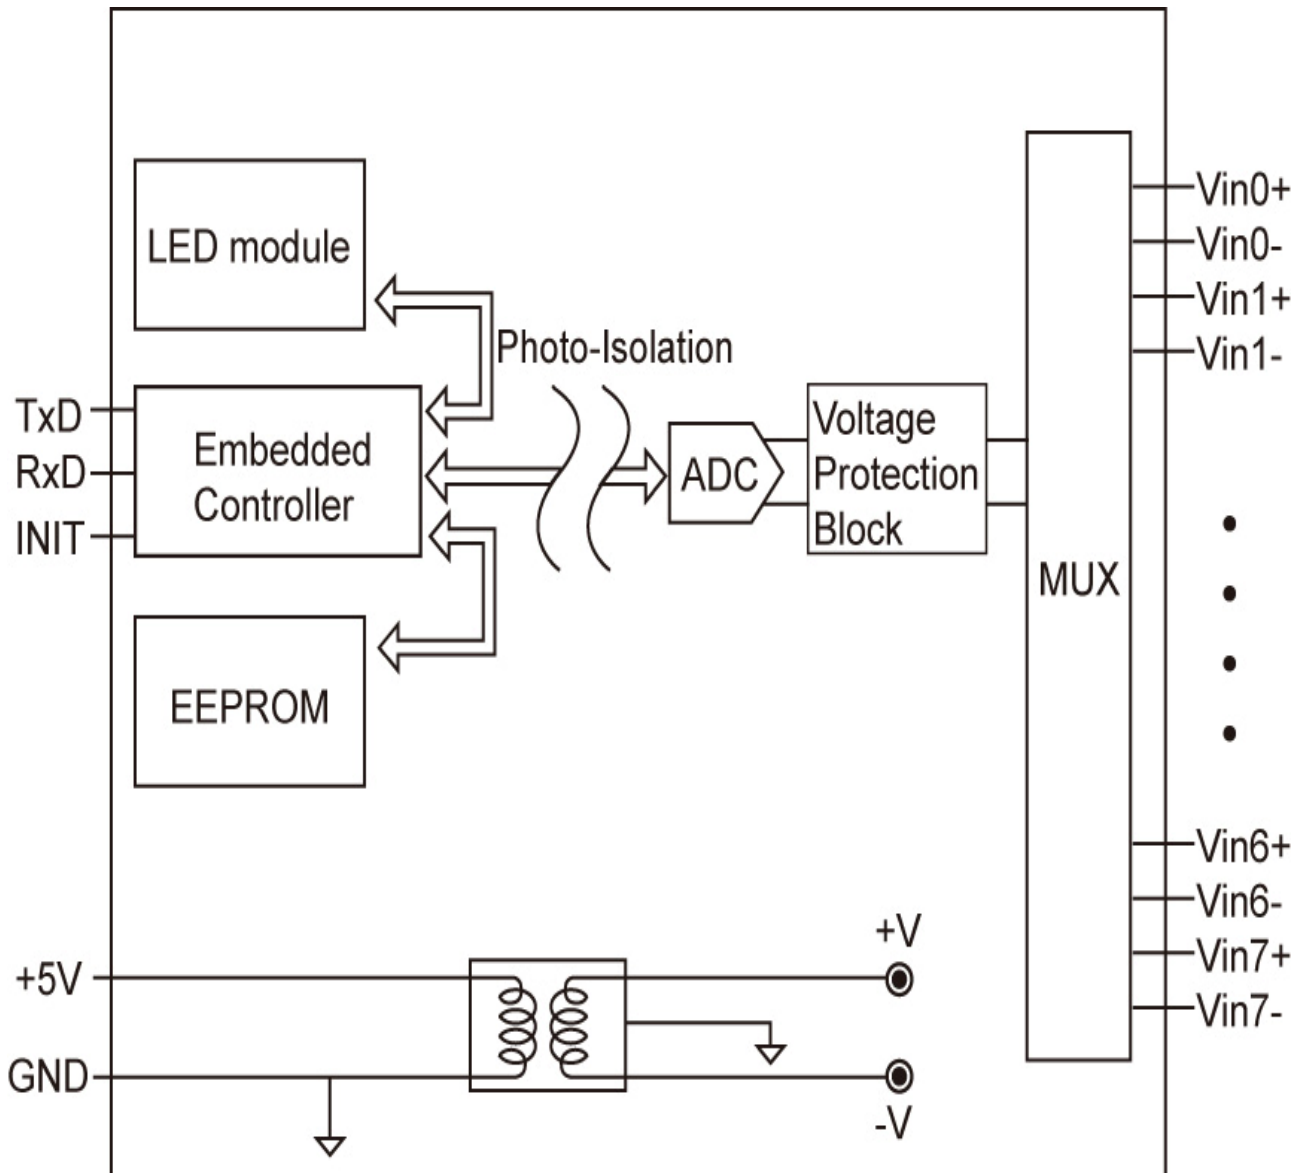 LED module
Photo-Isolation
TxD
RxD
INIT
Embedded
Controller
ADC
Voltage
Protection
Block
EEPROM
MUX
Vin0+
Vin0-
Vin1+
Vin1-
Vin6+
Vin6-
Vin7+
Vin7-
+5V
GND
+V
-V